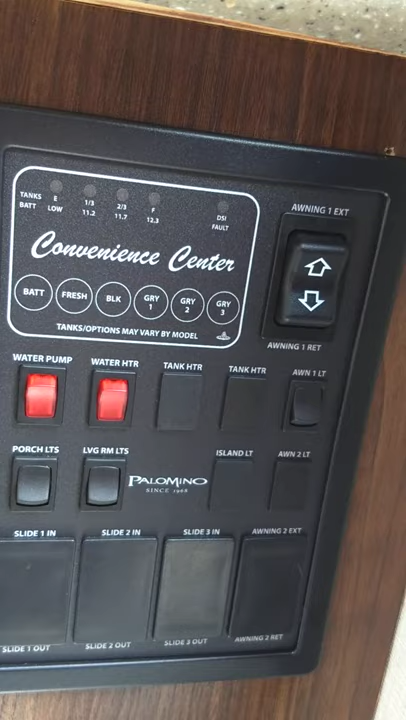 TANKS E 1/3 2/3 F
BATT LOW 11.2 11.7 12.3
DSI
FAULT
Convenience Center
BATT FRESH BLK GRY 1 GRY 2 GRY 3
TANKS/OPTIONS MAY VARY BY MODEL
AWNING 1 EXT
AWNING 1 RET
WATER PUMP WATER HTR TANK HTR TANK HTR AWN 1 LT
PORCH LTS LVG RM LTS ISLAND LT AWN 2 LT
PALOMINO
SINCE 1968
SLIDE 1 IN SLIDE 2 IN SLIDE 3 IN AWNING 2 EXT
SLIDE 1 OUT SLIDE 2 OUT SLIDE 3 OUT AWNING 2 RET